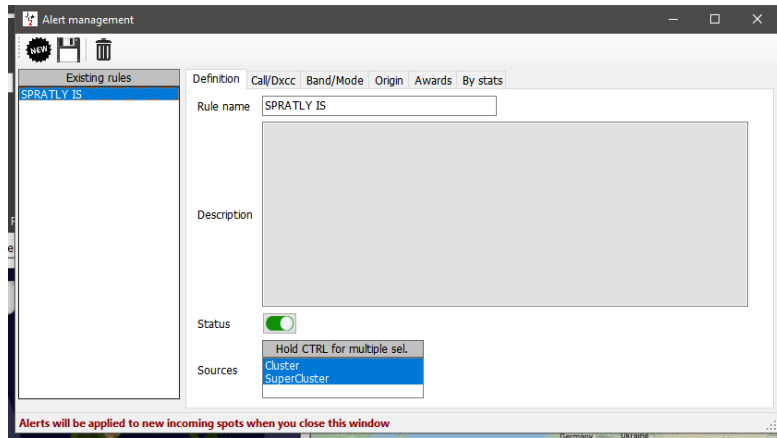 Alert management
NEW
Existing rules
SPRATLY IS
Definition Call/Dxcc Band/Mode Origin Awards By stats
Rule name SPRATLY IS
Description
Status
Hold CTRL for multiple sel.
Sources
Cluster
SuperCluster
Alerts will be applied to new incoming spots when you close this window
Germany
Ukraine